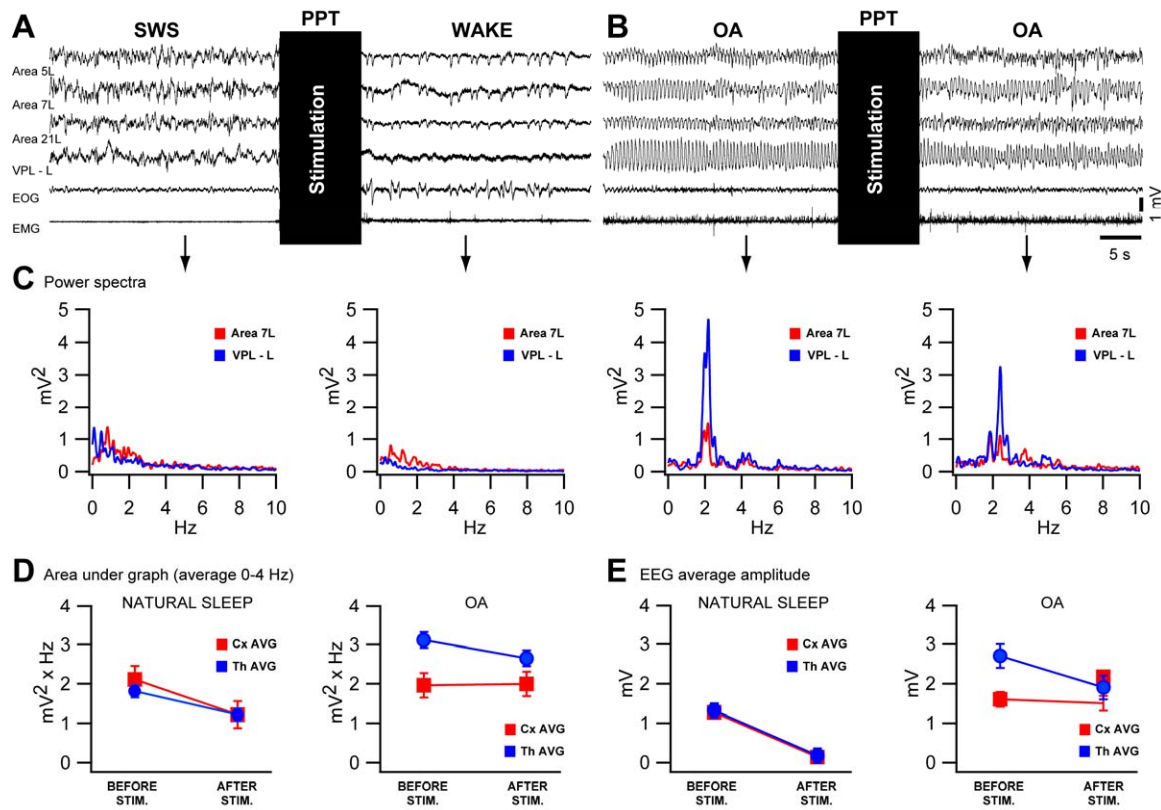 A
SWS
PPT
WAKE
B
OA
PPT
OA
Area 5L
Area 7L
Area 21L
VPL - L
EOG
EMG
Stimulation
Stimulation
1 mV
5 s
C Power spectra
5
4
3
2
1
0
mV²
Area 7L
VPL - L
0 2 4 6 8 10
Hz
5
4
3
2
1
0
mV²
Area 7L
VPL - L
0 2 4 6 8 10
Hz
5
4
3
2
1
0
mV²
Area 7L
VPL - L
0 2 4 6 8 10
Hz
5
4
3
2
1
0
mV²
Area 7L
VPL - L
0 2 4 6 8 10
Hz
D Area under graph (average 0-4 Hz)
NATURAL SLEEP
4
3
2
1
0
mV² x Hz
Cx AVG
Th AVG
BEFORE AFTER
STIM. STIM.
OA
4
3
2
1
0
mV² x Hz
Cx AVG
Th AVG
BEFORE AFTER
STIM. STIM.
E EEG average amplitude
NATURAL SLEEP
4
3
2
1
0
mV
Cx AVG
Th AVG
BEFORE AFTER
STIM. STIM.
OA
4
3
2
1
0
mV
Cx AVG
Th AVG
BEFORE AFTER
STIM. STIM.